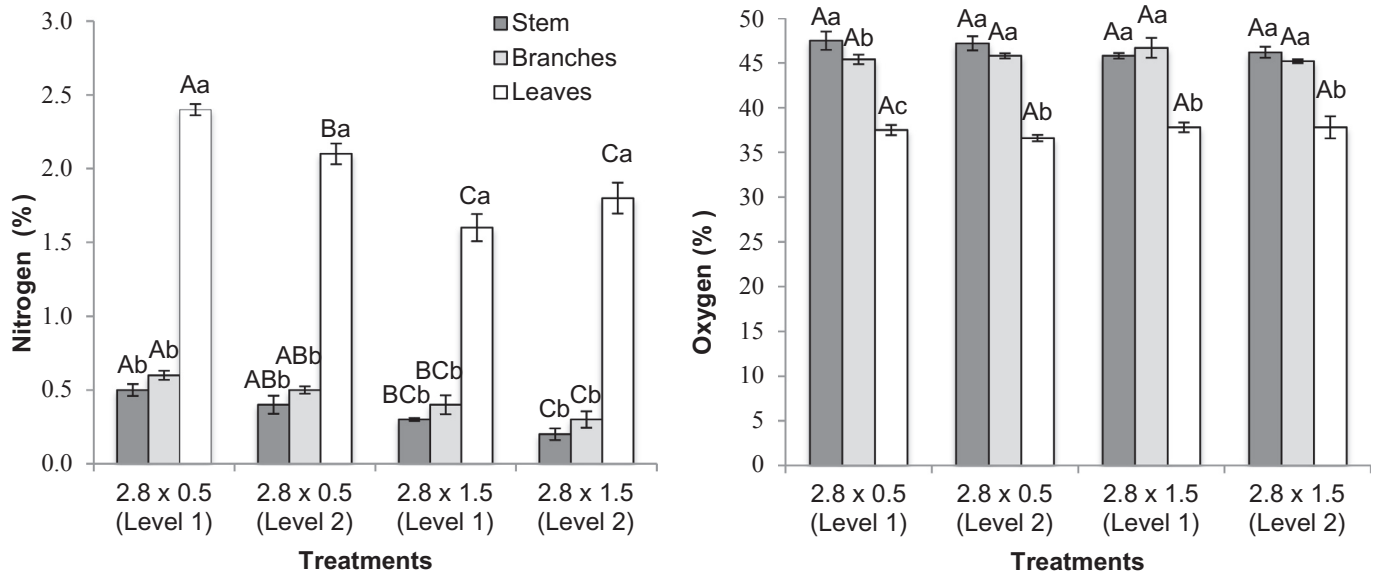 3.0
2.5
2.0
1.5
1.0
0.5
0.0
Nitrogen (%)
Stem
Branches
Leaves
Ab
Ab
Aa
ABb
ABb
Ba
BCb
BCb
Ca
Cb
Cb
Ca
2.8 x 0.5
(Level 1)
2.8 x 0.5
(Level 2)
2.8 x 1.5
(Level 1)
2.8 x 1.5
(Level 2)
Treatments
50
45
40
35
30
25
20
15
10
5
0
Oxygen (% )
Aa
Ab
Ac
Aa
Aa
Ab
Aa
Aa
Ab
Aa
Aa
Ab
2.8 x 0.5
(Level 1)
2.8 x 0.5
(Level 2)
2.8 x 1.5
(Level 1)
2.8 x 1.5
(Level 2)
Treatments